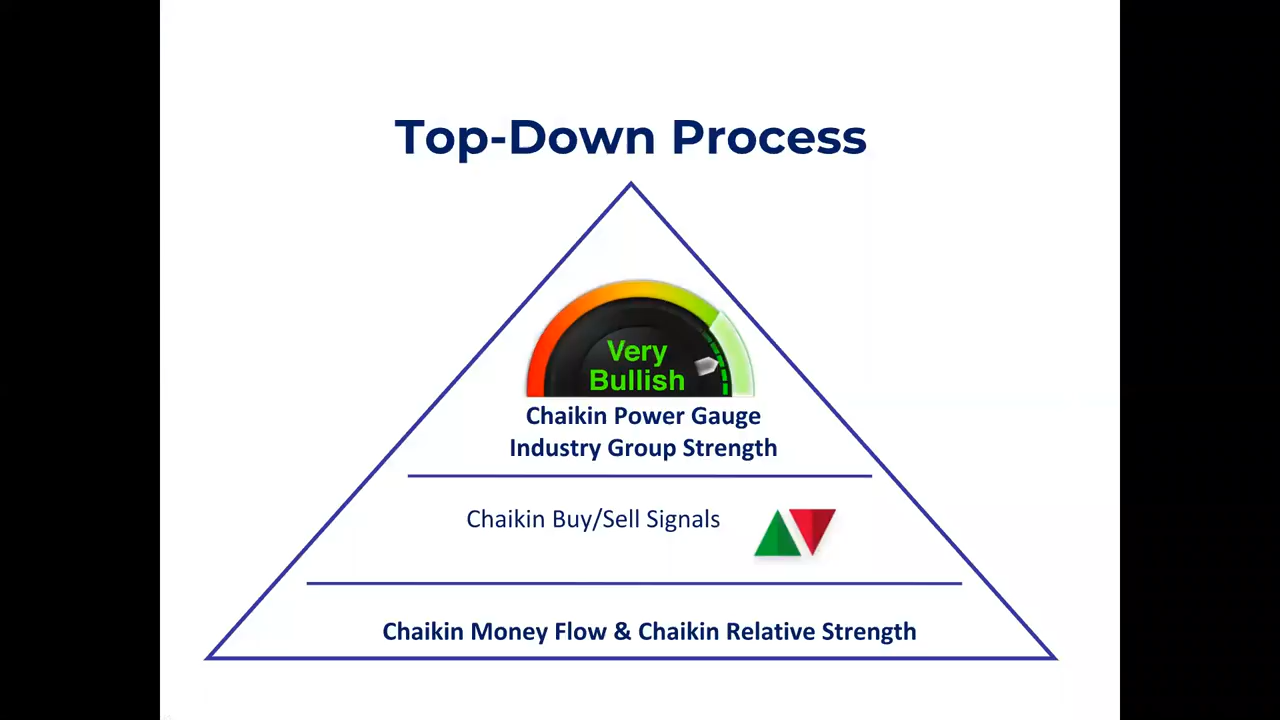 Top-Down Process
Very
Bullish
Chaikin Power Gauge
Industry Group Strength
Chaikin Buy/Sell Signals
Chaikin Money Flow & Chaikin Relative Strength